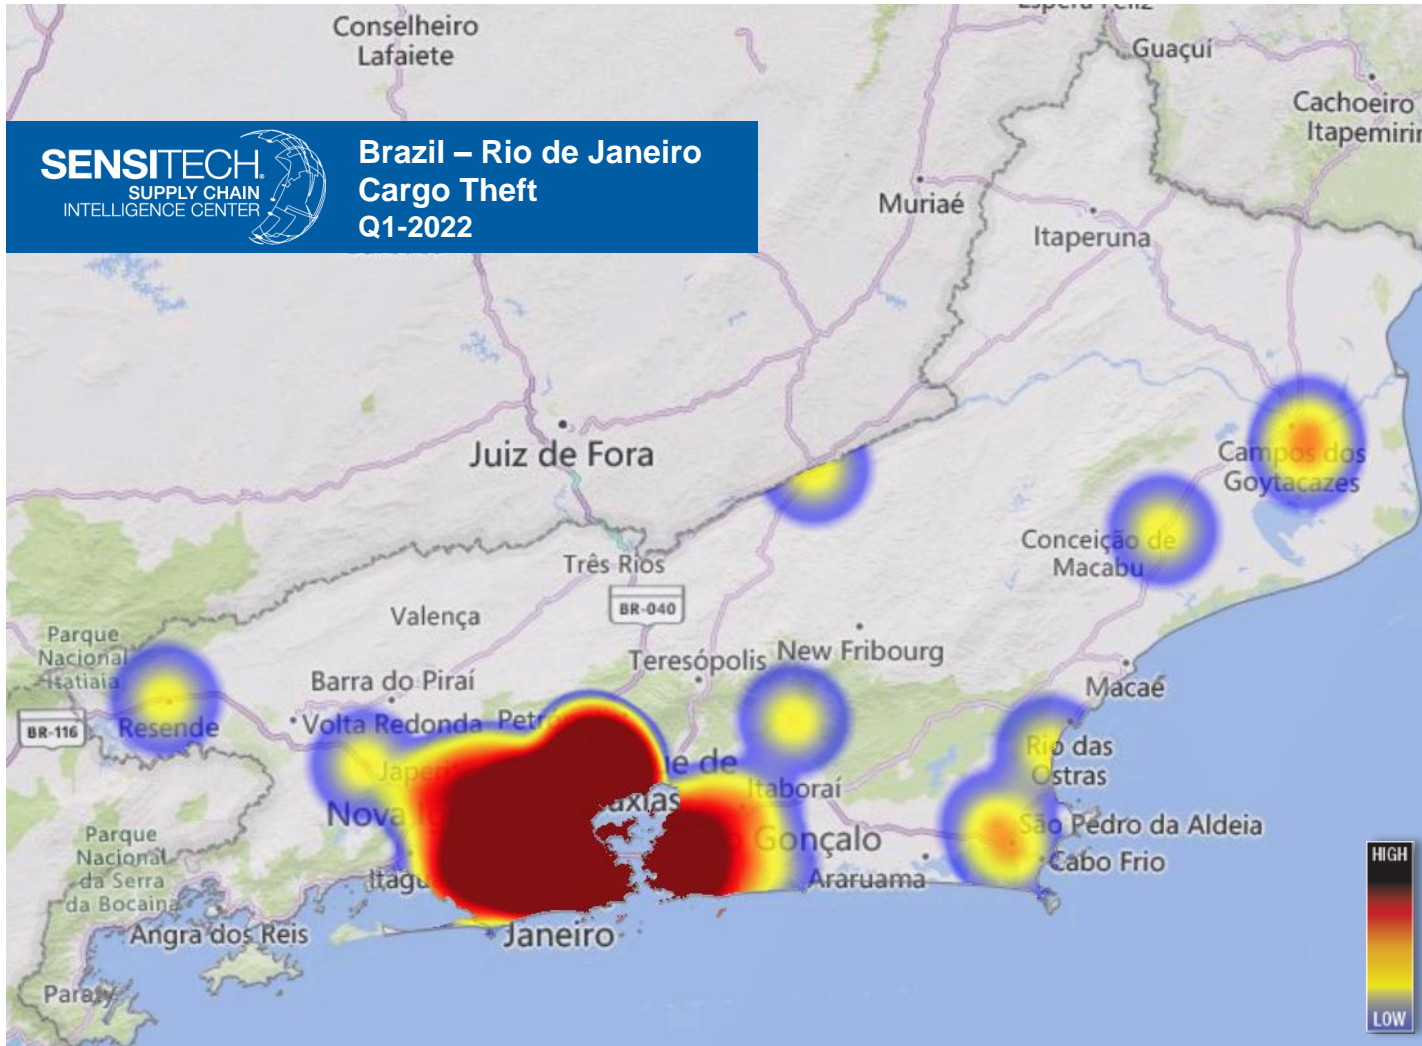 Conselheiro
Lafaiete
Guaçuí
Cachoeiro
SENSITECH.
SUPPLY CHAIN
INTELLIGENCE CENTER
Brazil – Rio de Janeiro
Cargo Theft
Q1-2022
Muriaé
Itaperuna
Juiz de Fora
Campos dos
Goytacazes
Conceição de
Macabu
Três Rios
BR-040
Valença
Parque
Nacional
Itatiaia
Teresópolis
New Fribourg
Barra do Piraí
Macaé
BR-116
Resende
Volta Redonda
Rio das
Ostras
Itaboraí
Nova
São Pedro da Aldeia
Gonçalo
Cabo Frio
Parque
Nacional
da Serra
da Bocaina
Araruama
Angra dos Reis
Janeiro
Paraty
HIGH
LOW